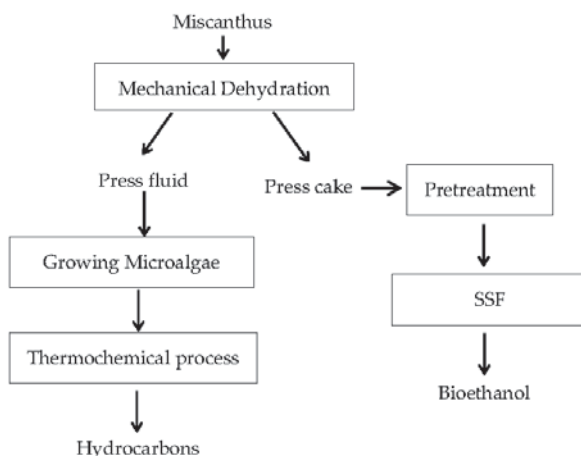 Miscanthus
Mechanical Dehydration
Press fluid
Press cake
Pretreatment
Growing Microalgae
SSF
Thermochemical process
Bioethanol
Hydrocarbons